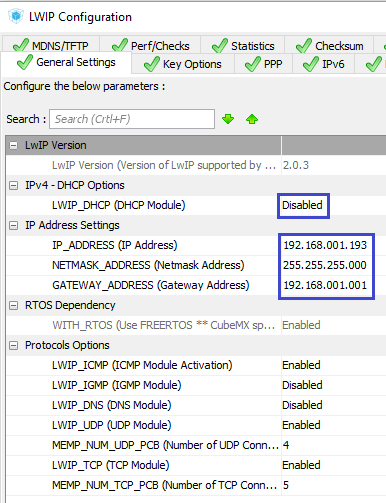 LWIP Configuration
MDNS/TFTP Perf/Checks Statistics Checksum
General Settings Key Options PPP IPv6
Configure the below parameters :
Search : Search (Crtl+F)
LwIP Version
LwIP Version (Version of LwIP supported by ... 2.0.3
IPv4 - DHCP Options
LWIP_DHCP (DHCP Module) Disabled
IP Address Settings
IP_ADDRESS (IP Address) 192.168.001.193
NETMASK_ADDRESS (Netmask Address) 255.255.255.000
GATEWAY_ADDRESS (Gateway Address) 192.168.001.001
RTOS Dependency
WITH_RTOS (Use FREERTOS ** CubeMX sp... Enabled
Protocols Options
LWIP_ICMP (ICMP Module Activation) Enabled
LWIP_IGMP (IGMP Module) Disabled
LWIP_DNS (DNS Module) Disabled
LWIP_UDP (UDP Module) Enabled
MEMP_NUM_UDP_PCB (Number of UDP Conn... 4
LWIP_TCP (TCP Module) Enabled
MEMP_NUM_TCP_PCB (Number of TCP Conn... 5